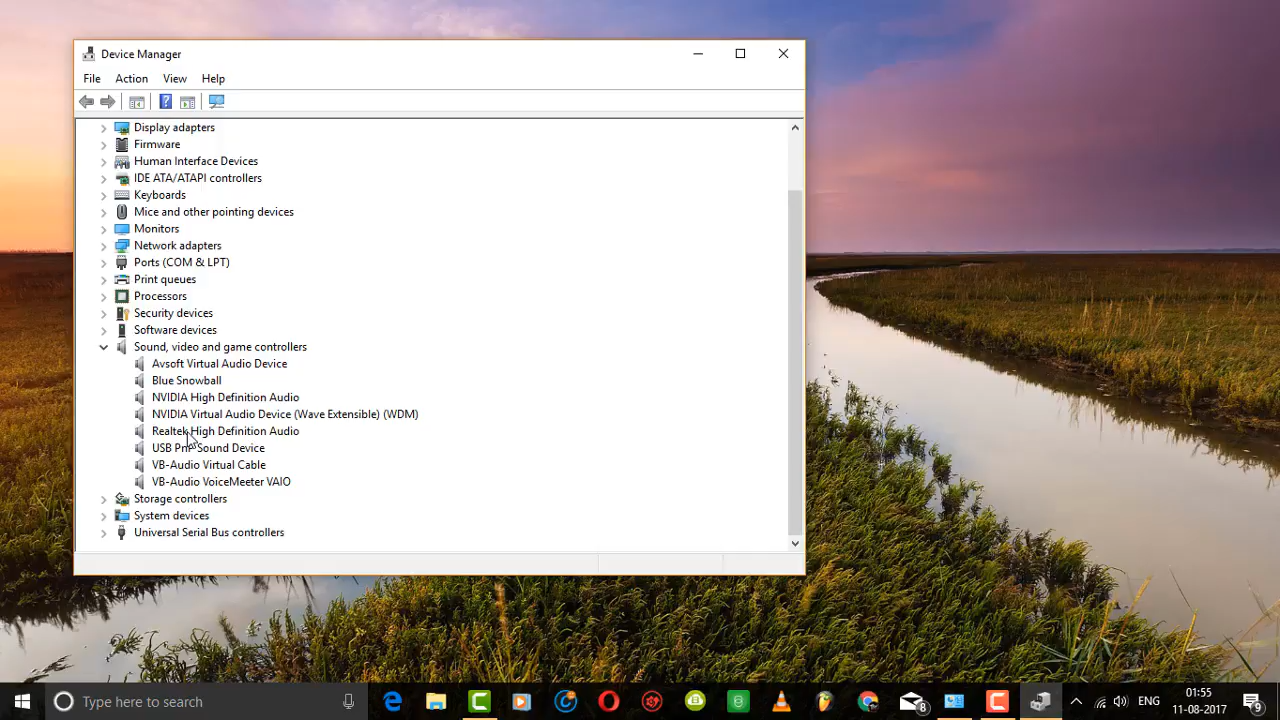 Device Manager
File Action View Help
Display adapters
Firmware
Human Interface Devices
IDE ATA/ATAPI controllers
Keyboards
Mice and other pointing devices
Monitors
Network adapters
Ports (COM & LPT)
Print queues
Processors
Security devices
Software devices
Sound, video and game controllers
Avsoft Virtual Audio Device
Blue Snowball
NVIDIA High Definition Audio
NVIDIA Virtual Audio Device (Wave Extensible) (WDM)
Realtek High Definition Audio
USB PnP Sound Device
VB-Audio Virtual Cable
VB-Audio VoiceMeeter VAIO
Storage controllers
System devices
Universal Serial Bus controllers
Type here to search
8
ENG
01:55
11-08-2017
9